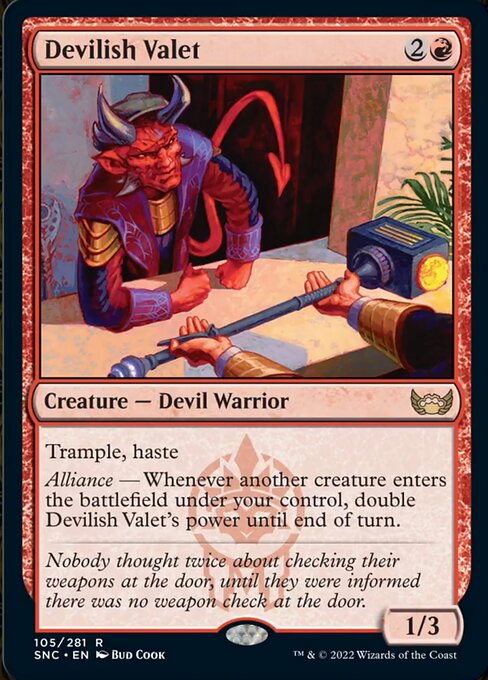 Devilish Valet 2
Creature — Devil Warrior
Trample, haste
Alliance — Whenever another creature enters
the battlefield under your control, double
Devilish Valet's power until end of turn.
Nobody thought twice about checking their
weapons at the door, until they were informed
there was no weapon check at the door.
1/3
105/281 R
SNC • EN Bud Cook
™ & © 2022 Wizards of the Coast